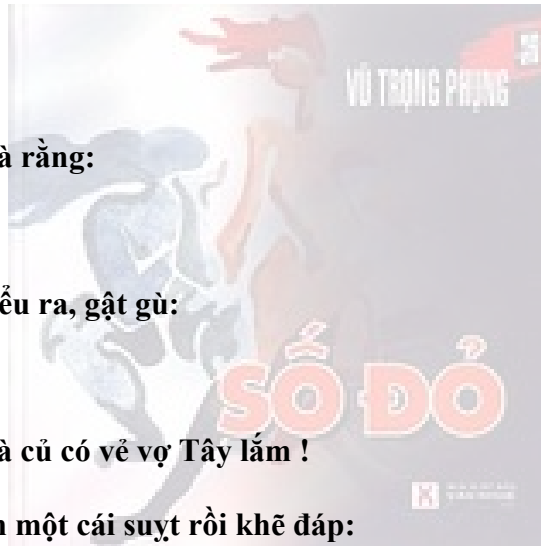 VŨ TRỌNG PHỤNG
à rằng:
ểu ra, gật gù:
SỐ ĐỎ
à củ có vẻ vợ Tây lắm !
một cái suỵt rồi khẽ đáp: